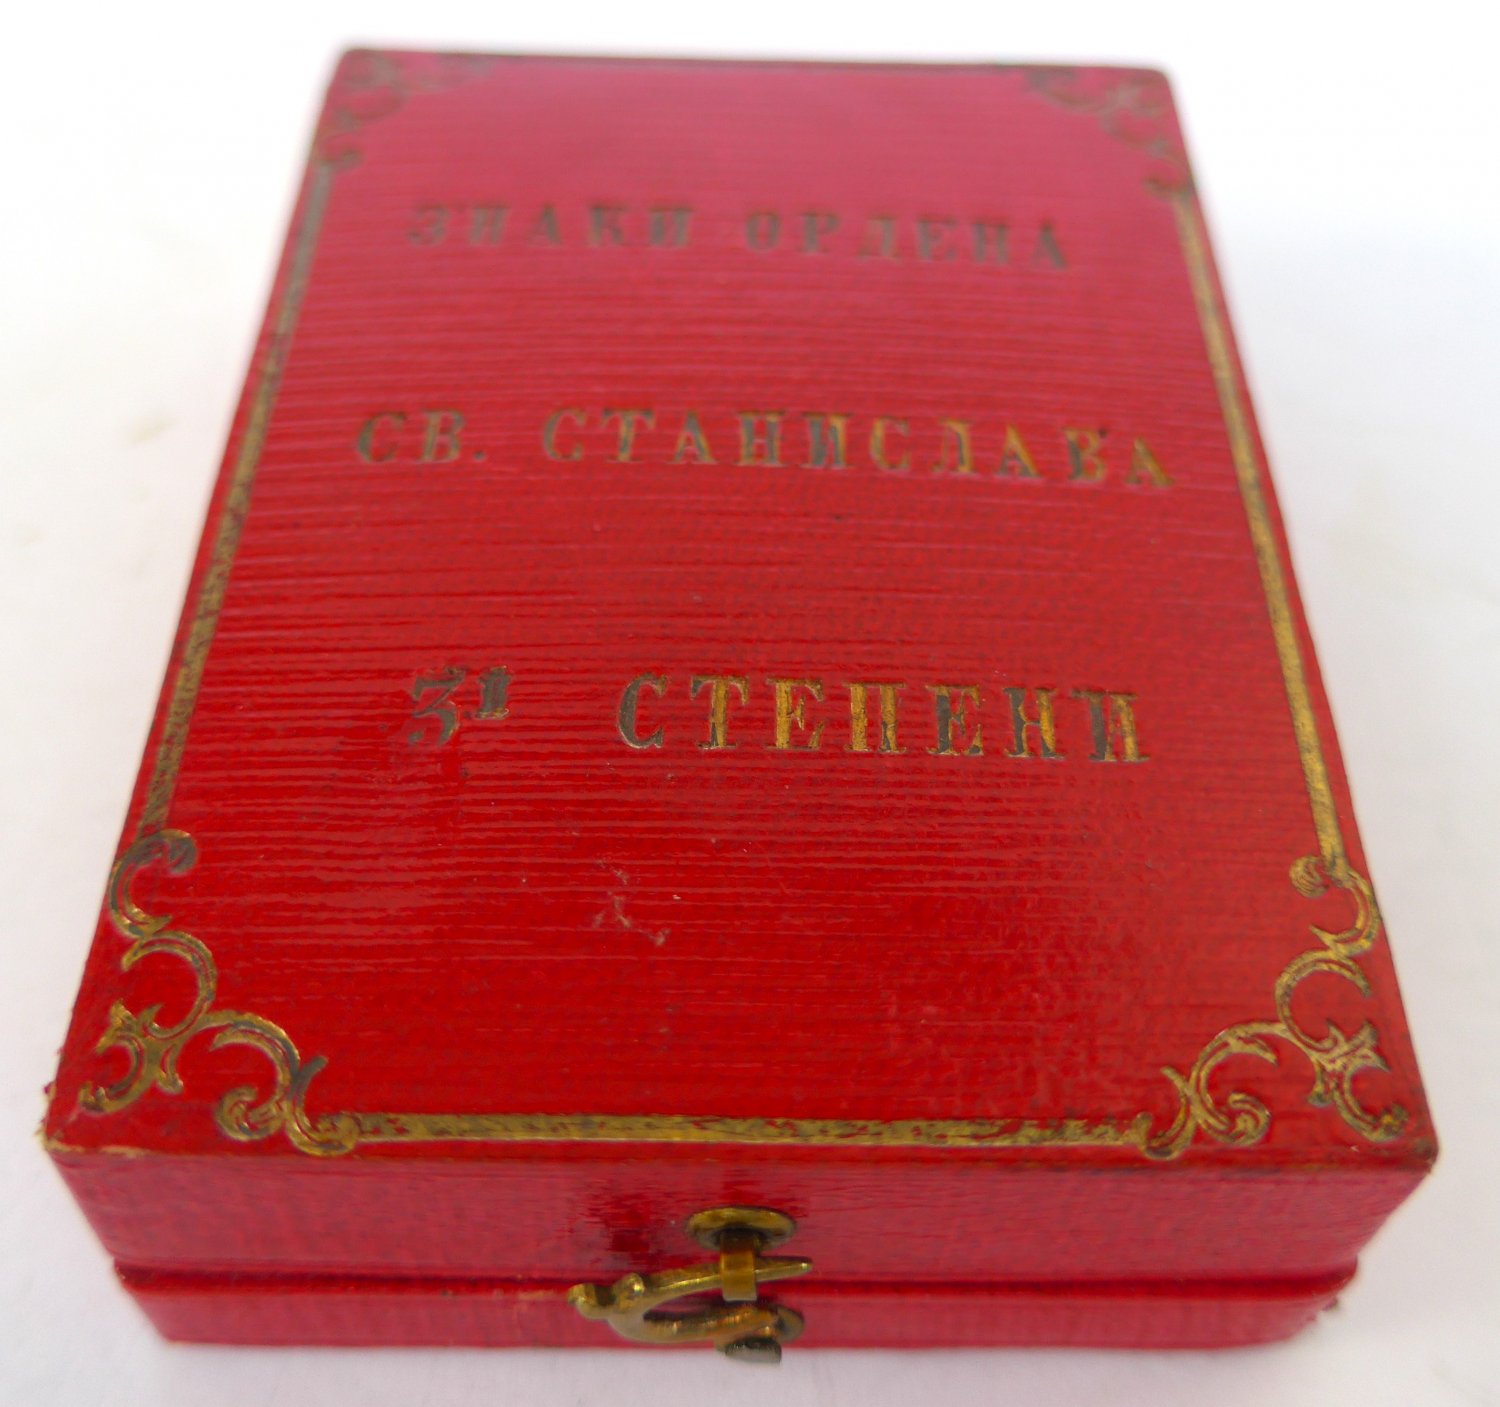 ЗНАКИ ОРДЕНА
СВ. СТАНИСЛАВА
3й СТЕПЕНИ